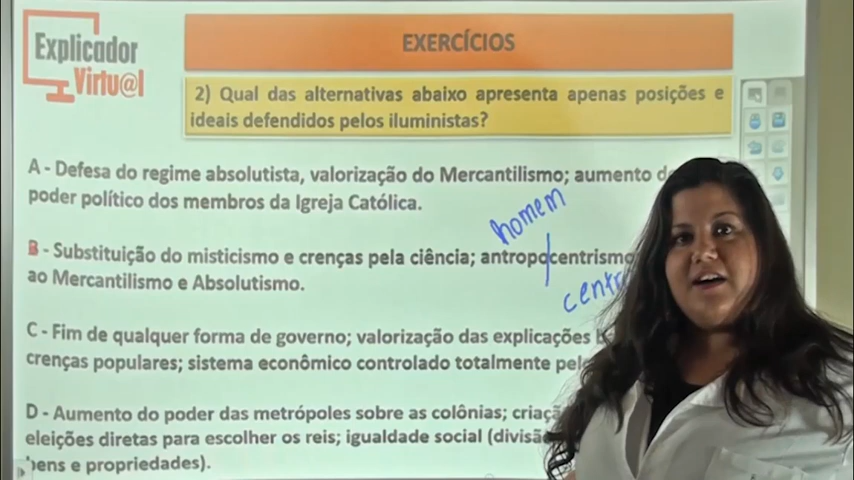 Explicador
Virtu@l
EXERCÍCIOS
2) Qual das alternativas abaixo apresenta apenas posições e
ideais defendidos pelos iluministas?
A - Defesa do regime absolutista, valorização do Mercantilismo; aumento
poder político dos membros da Igreja Católica.
homem
B - Substituição do misticismo e crenças pela ciência; antropocentrismo
centr
ao Mercantilismo e Absolutismo.
C - Fim de qualquer forma de governo; valorização das explicações
crenças populares; sistema econômico controlado totalmente
D - Aumento do poder das metrópoles sobre as colônias;
eleições diretas para escolher os reis; igualdade social
bens e propriedades).